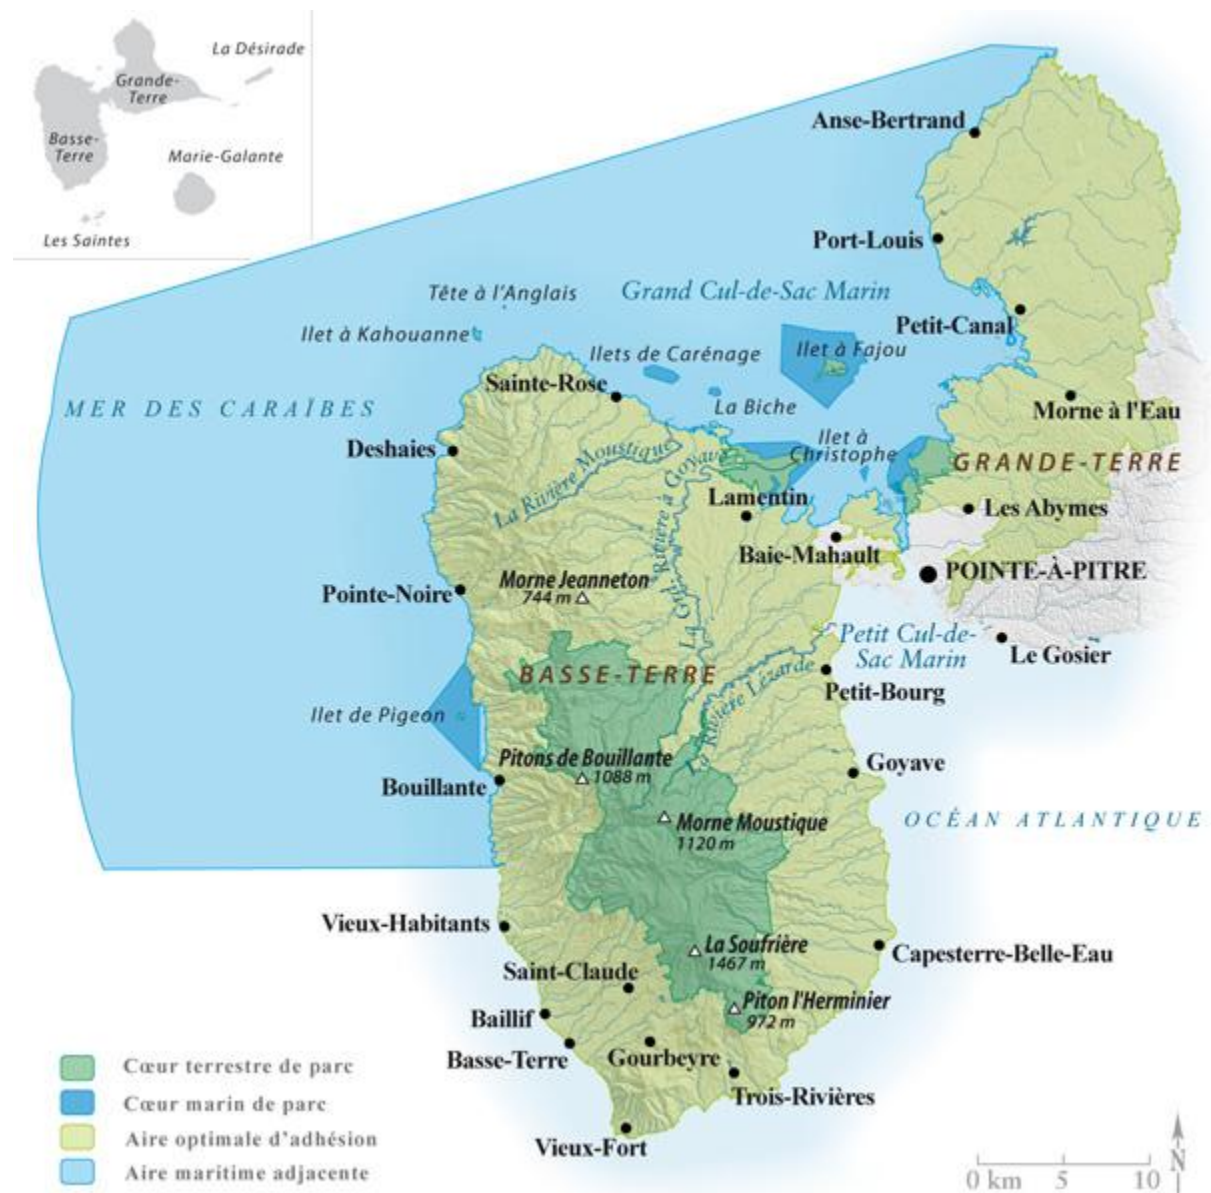 La Désirade
Grande-
Terre
Basse-
Terre
Marie-Galante
Les Saintes
Anse-Bertrand
Port-Louis
Tête à l'Anglais
Grand Cul-de-Sac Marin
Petit-Canal
Ilet à Kahouanne
Ilets de Carénage
Ilet à Fajou
Sainte-Rose
MER DES CARAÏBES
La Biche
Morne à l'Eau
Deshaies
Ilet à
Christophe
La Rivière Moustique
GRANDE-TERRE
Lamentin
Les Abymes
La Gde Rivière à Goyave
Baie-Mahault
POINTE-À-PITRE
Morne Jeanneton
744 m
Pointe-Noire
Petit Cul-de-
Sac Marin
Le Gosier
BASSE-TERRE
La Rivière Lézarde
Petit-Bourg
Ilet de Pigeon
Pitons de Bouillante
1088 m
Goyave
Bouillante
Morne Moustique
1120 m
OCÉAN ATLANTIQUE
Vieux-Habitants
La Soufrière
1467 m
Capesterre-Belle-Eau
Saint-Claude
Piton l'Herminier
972 m
Baillif
Basse-Terre
Gourbeyre
Trois-Rivières
Vieux-Fort
Cœur terrestre de parc
Cœur marin de parc
Aire optimale d'adhésion
Aire maritime adjacente
N
0 km 5 10